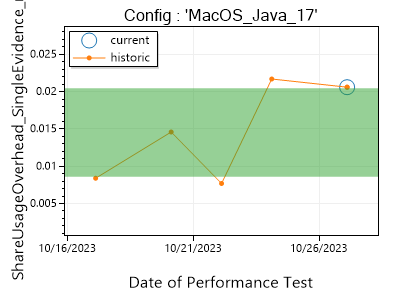 Config : 'MacOS_Java_17'
current
historic
0.025
0.02
0.015
0.01
0.005
10/16/2023
10/21/2023
10/26/2023
Date of Performance Test
ShareUsageOverhead_SingleEvidence_